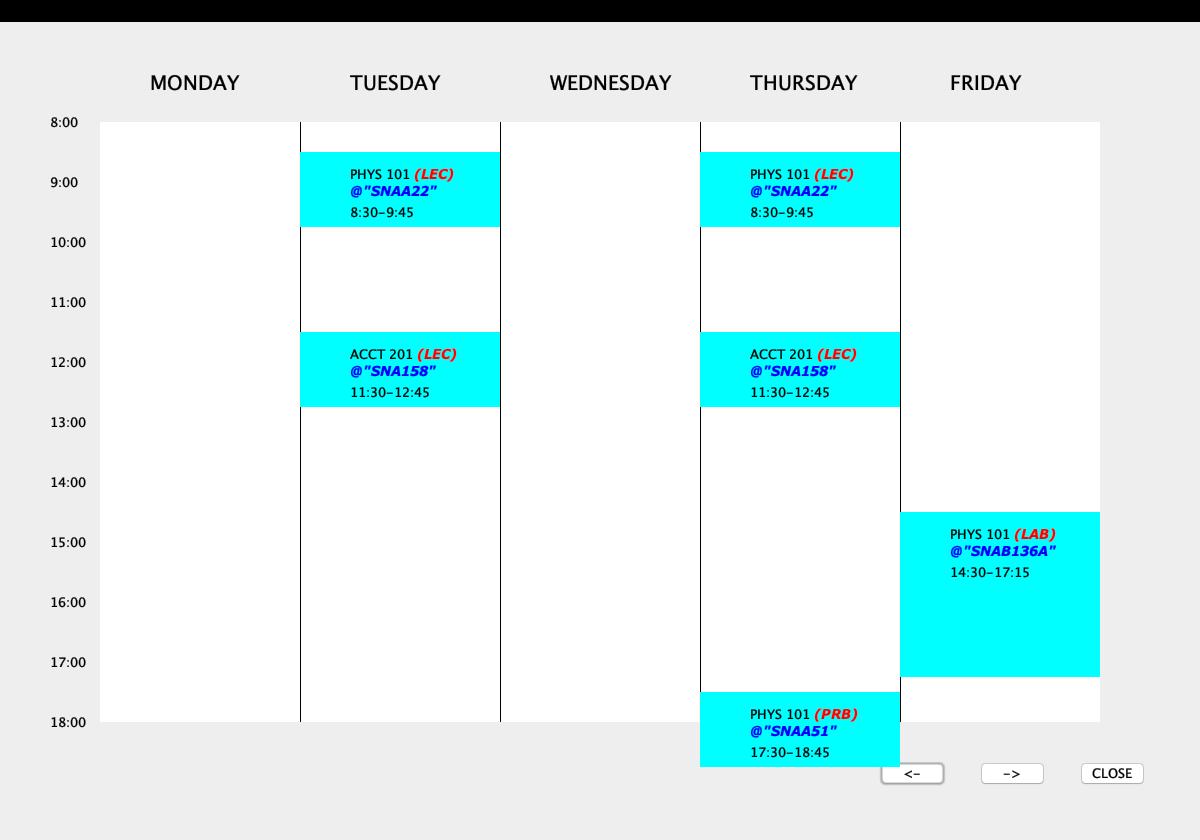 MONDAY TUESDAY WEDNESDAY THURSDAY FRIDAY
8:00
PHYS 101 (LEC) PHYS 101 (LEC)
9:00 @"SNAA22" @"SNAA22"
8:30-9:45 8:30-9:45
10:00
11:00
ACCT 201 (LEC) ACCT 201 (LEC)
12:00 @"SNA158" @"SNA158"
11:30-12:45 11:30-12:45
13:00
14:00
PHYS 101 (LAB)
15:00 @"SNAB136A"
14:30-17:15
16:00
17:00
PHYS 101 (PRB)
18:00 @"SNAA51"
17:30-18:45
<- -> CLOSE